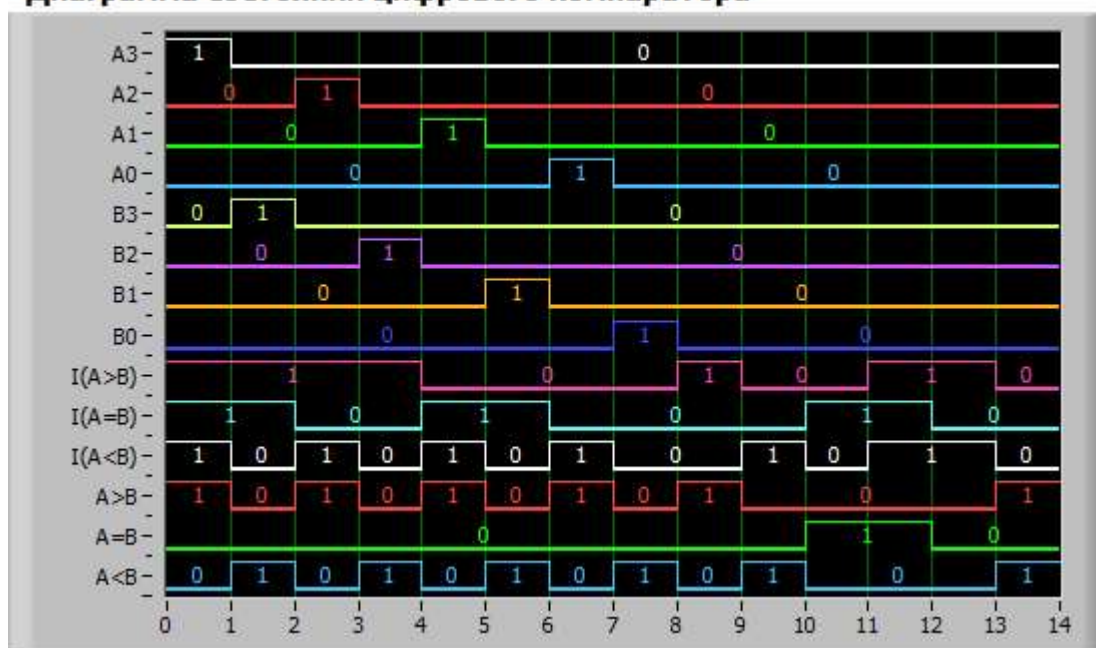 Диаграмма состояний цифрового компаратора
A3 1 0
A2 0 1 0
A1 0 1 0
A0 0 1 0
B3 0 1 0
B2 0 1 0
B1 0 1 0
B0 0 1 0
I(A>B) 1 0 1 0 1 0
I(A=B) 1 0 1 0 1 0
I(A<B) 1 0 1 0 1 0 1 0 1 0 1 0
A>B 1 0 1 0 1 0 1 0 1 0 1
A=B 0 1 0
A<B 0 1 0 1 0 1 0 1 0 1 0 1
0 1 2 3 4 5 6 7 8 9 10 11 12 13 14